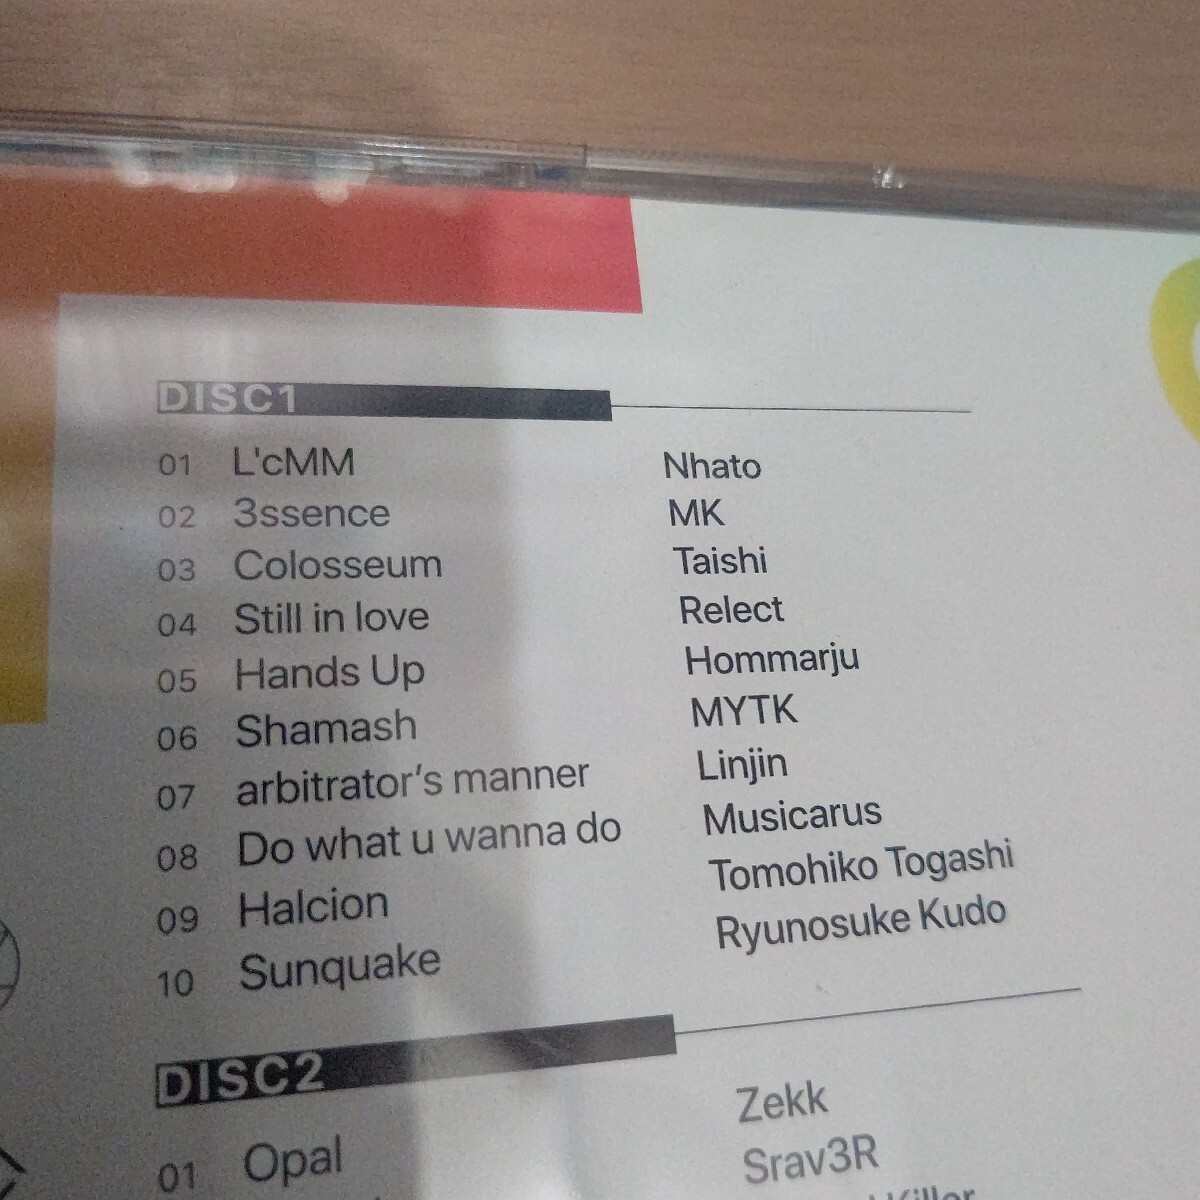 DISC1
01 L'cMM Nhato
02 3ssence MK
03 Colosseum Taishi
04 Still in love Relect
05 Hands Up Hommarju
06 Shamash MYTK
07 arbitrator's manner Linjin
08 Do what u wanna do Musicarus
09 Halcion Tomohiko Togashi
10 Sunquake Ryunosuke Kudo
DISC2
01 Opal Zekk
Srav3R
Killer